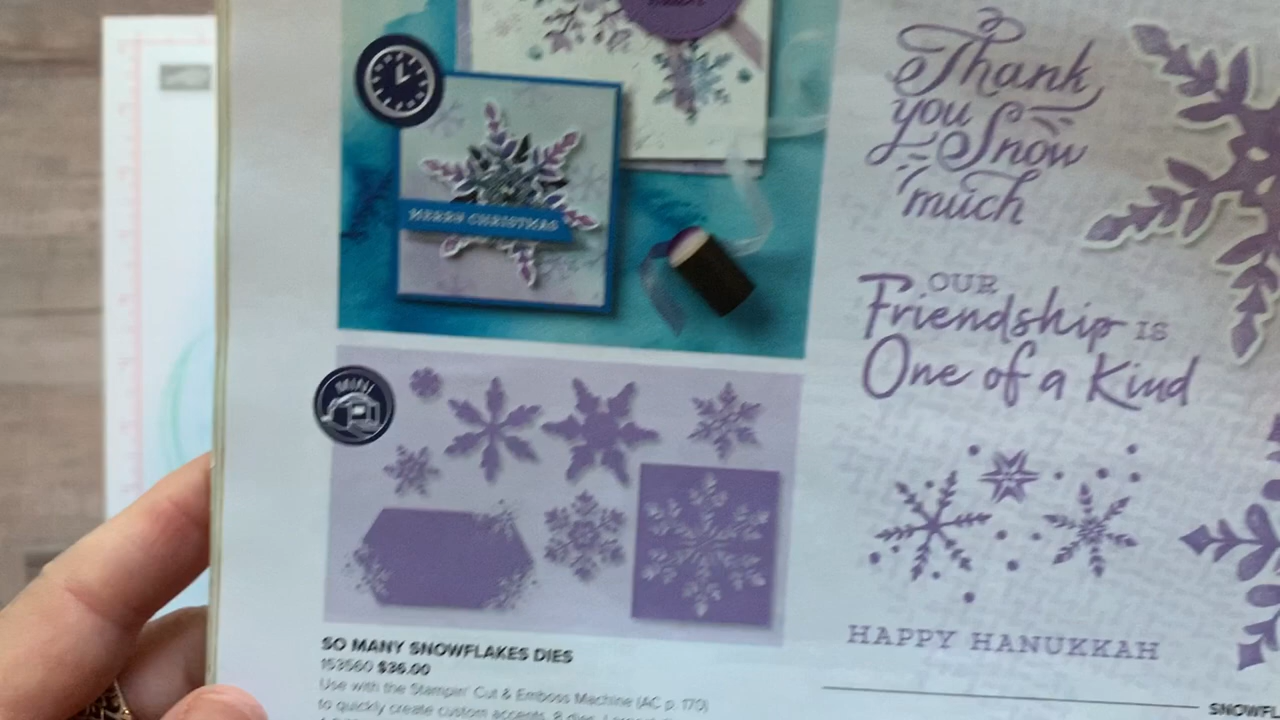 MERRY CHRISTMAS
Thank
you Snow
much
OUR
Friendship IS
One of a Kind
HAPPY HANUKKAH
MINI
SO MANY SNOWFLAKES DIES
153560 $36.00
Use with the Stampin' Cut & Emboss Machine (AC p. 170)
to quickly create custom accents. 8 dies.